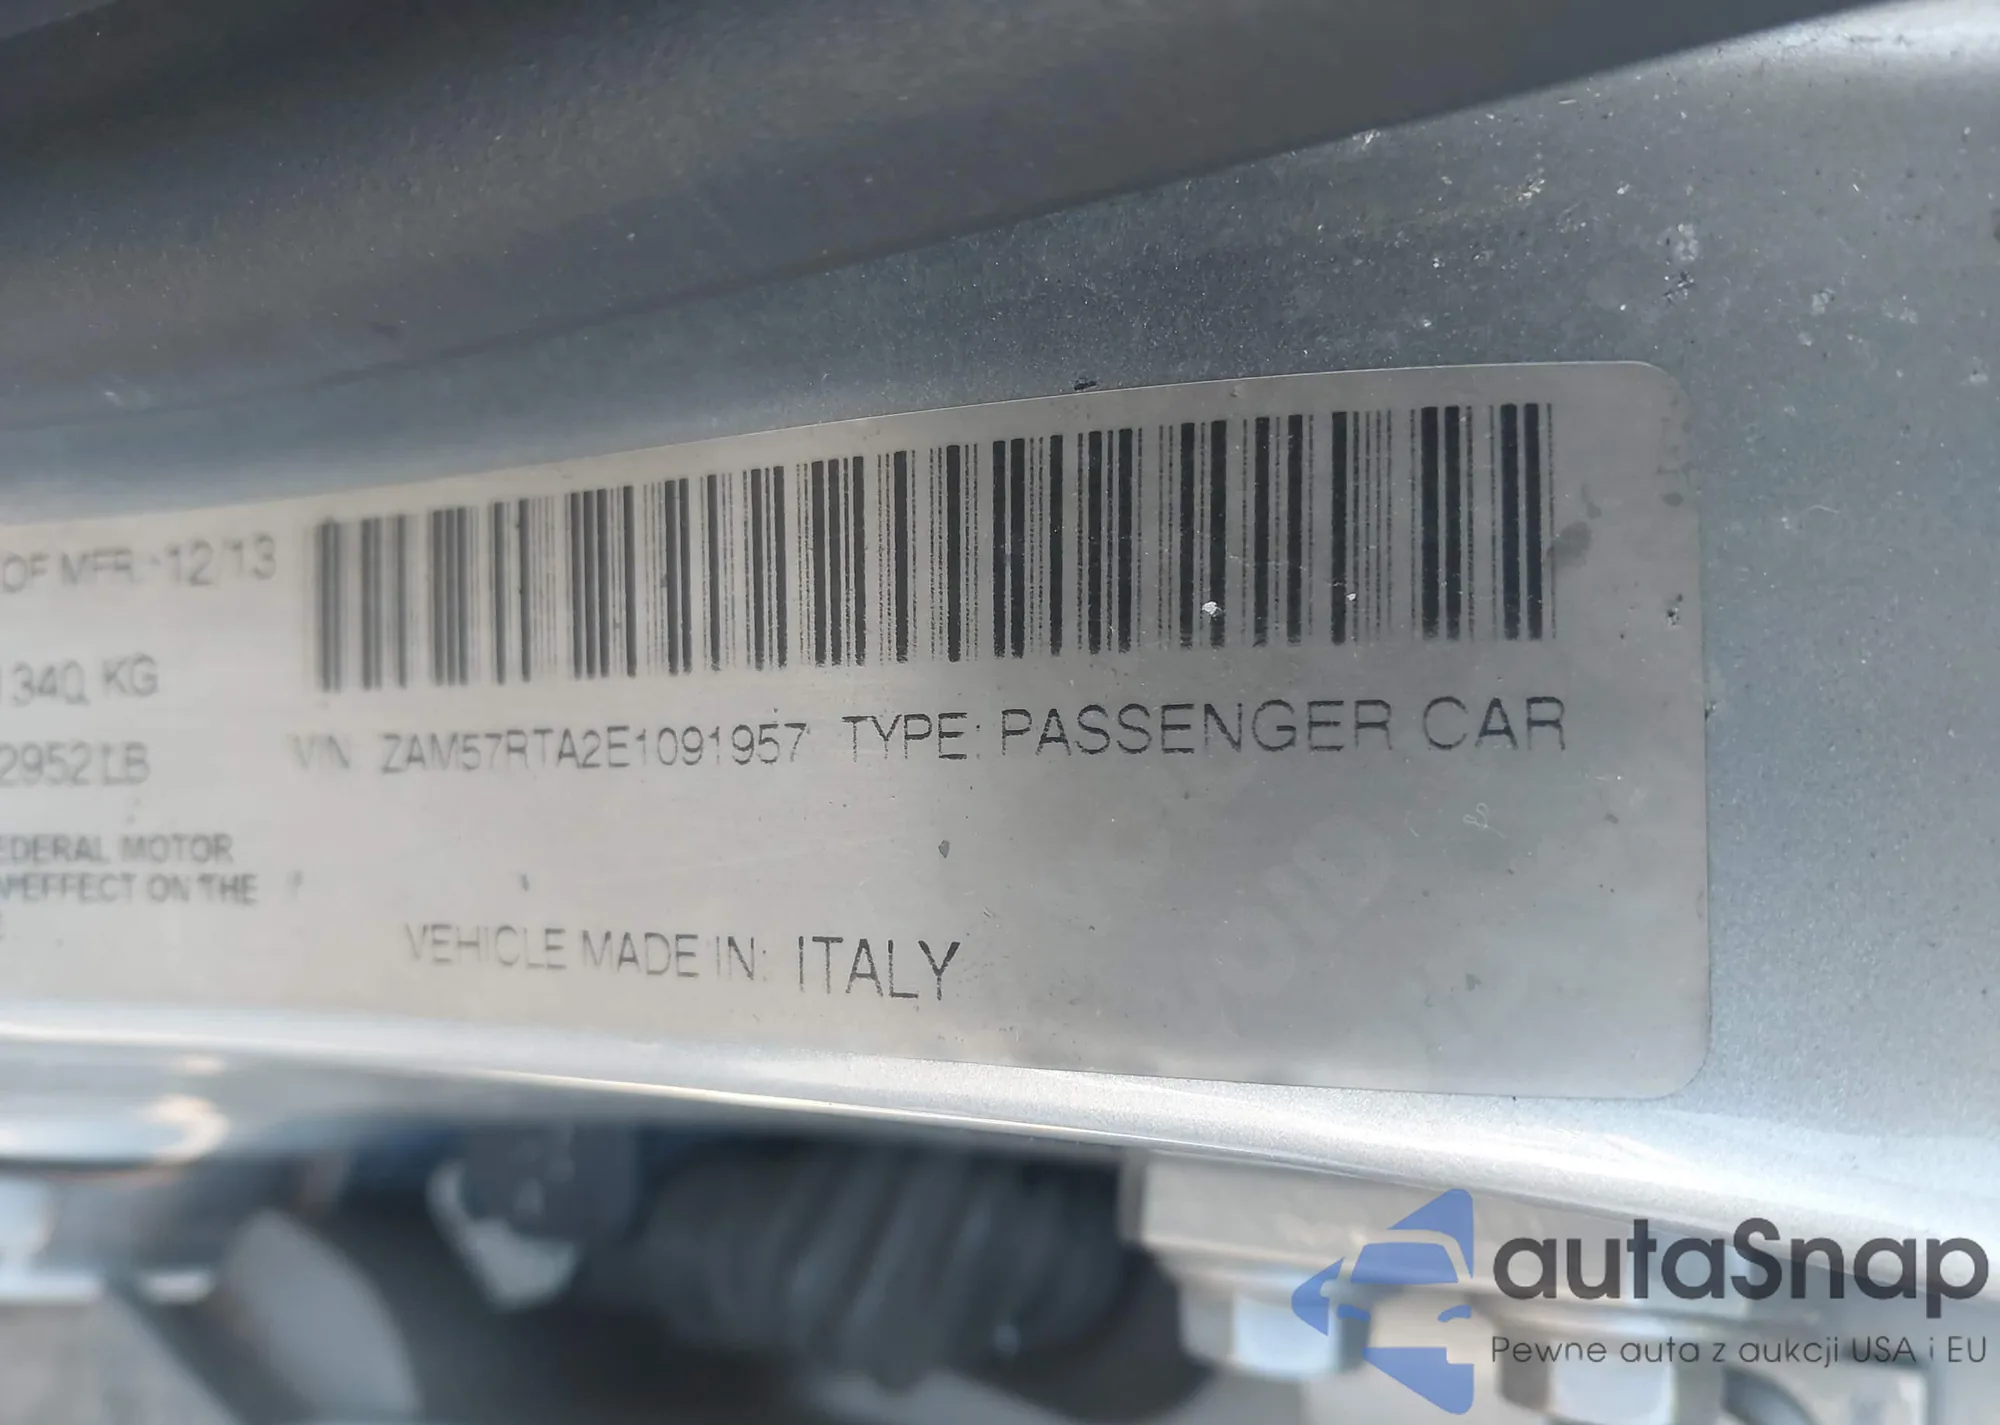 OF MFR - 12/13
1340 KG
2952 LB
EDERAL MOTOR
EFFECT ON THE
VIN ZAM57RTA2E1091957 TYPE: PASSENGER CAR
VEHICLE MADE IN: ITALY
autaSnap
Pewne auta z aukcji USA i EU